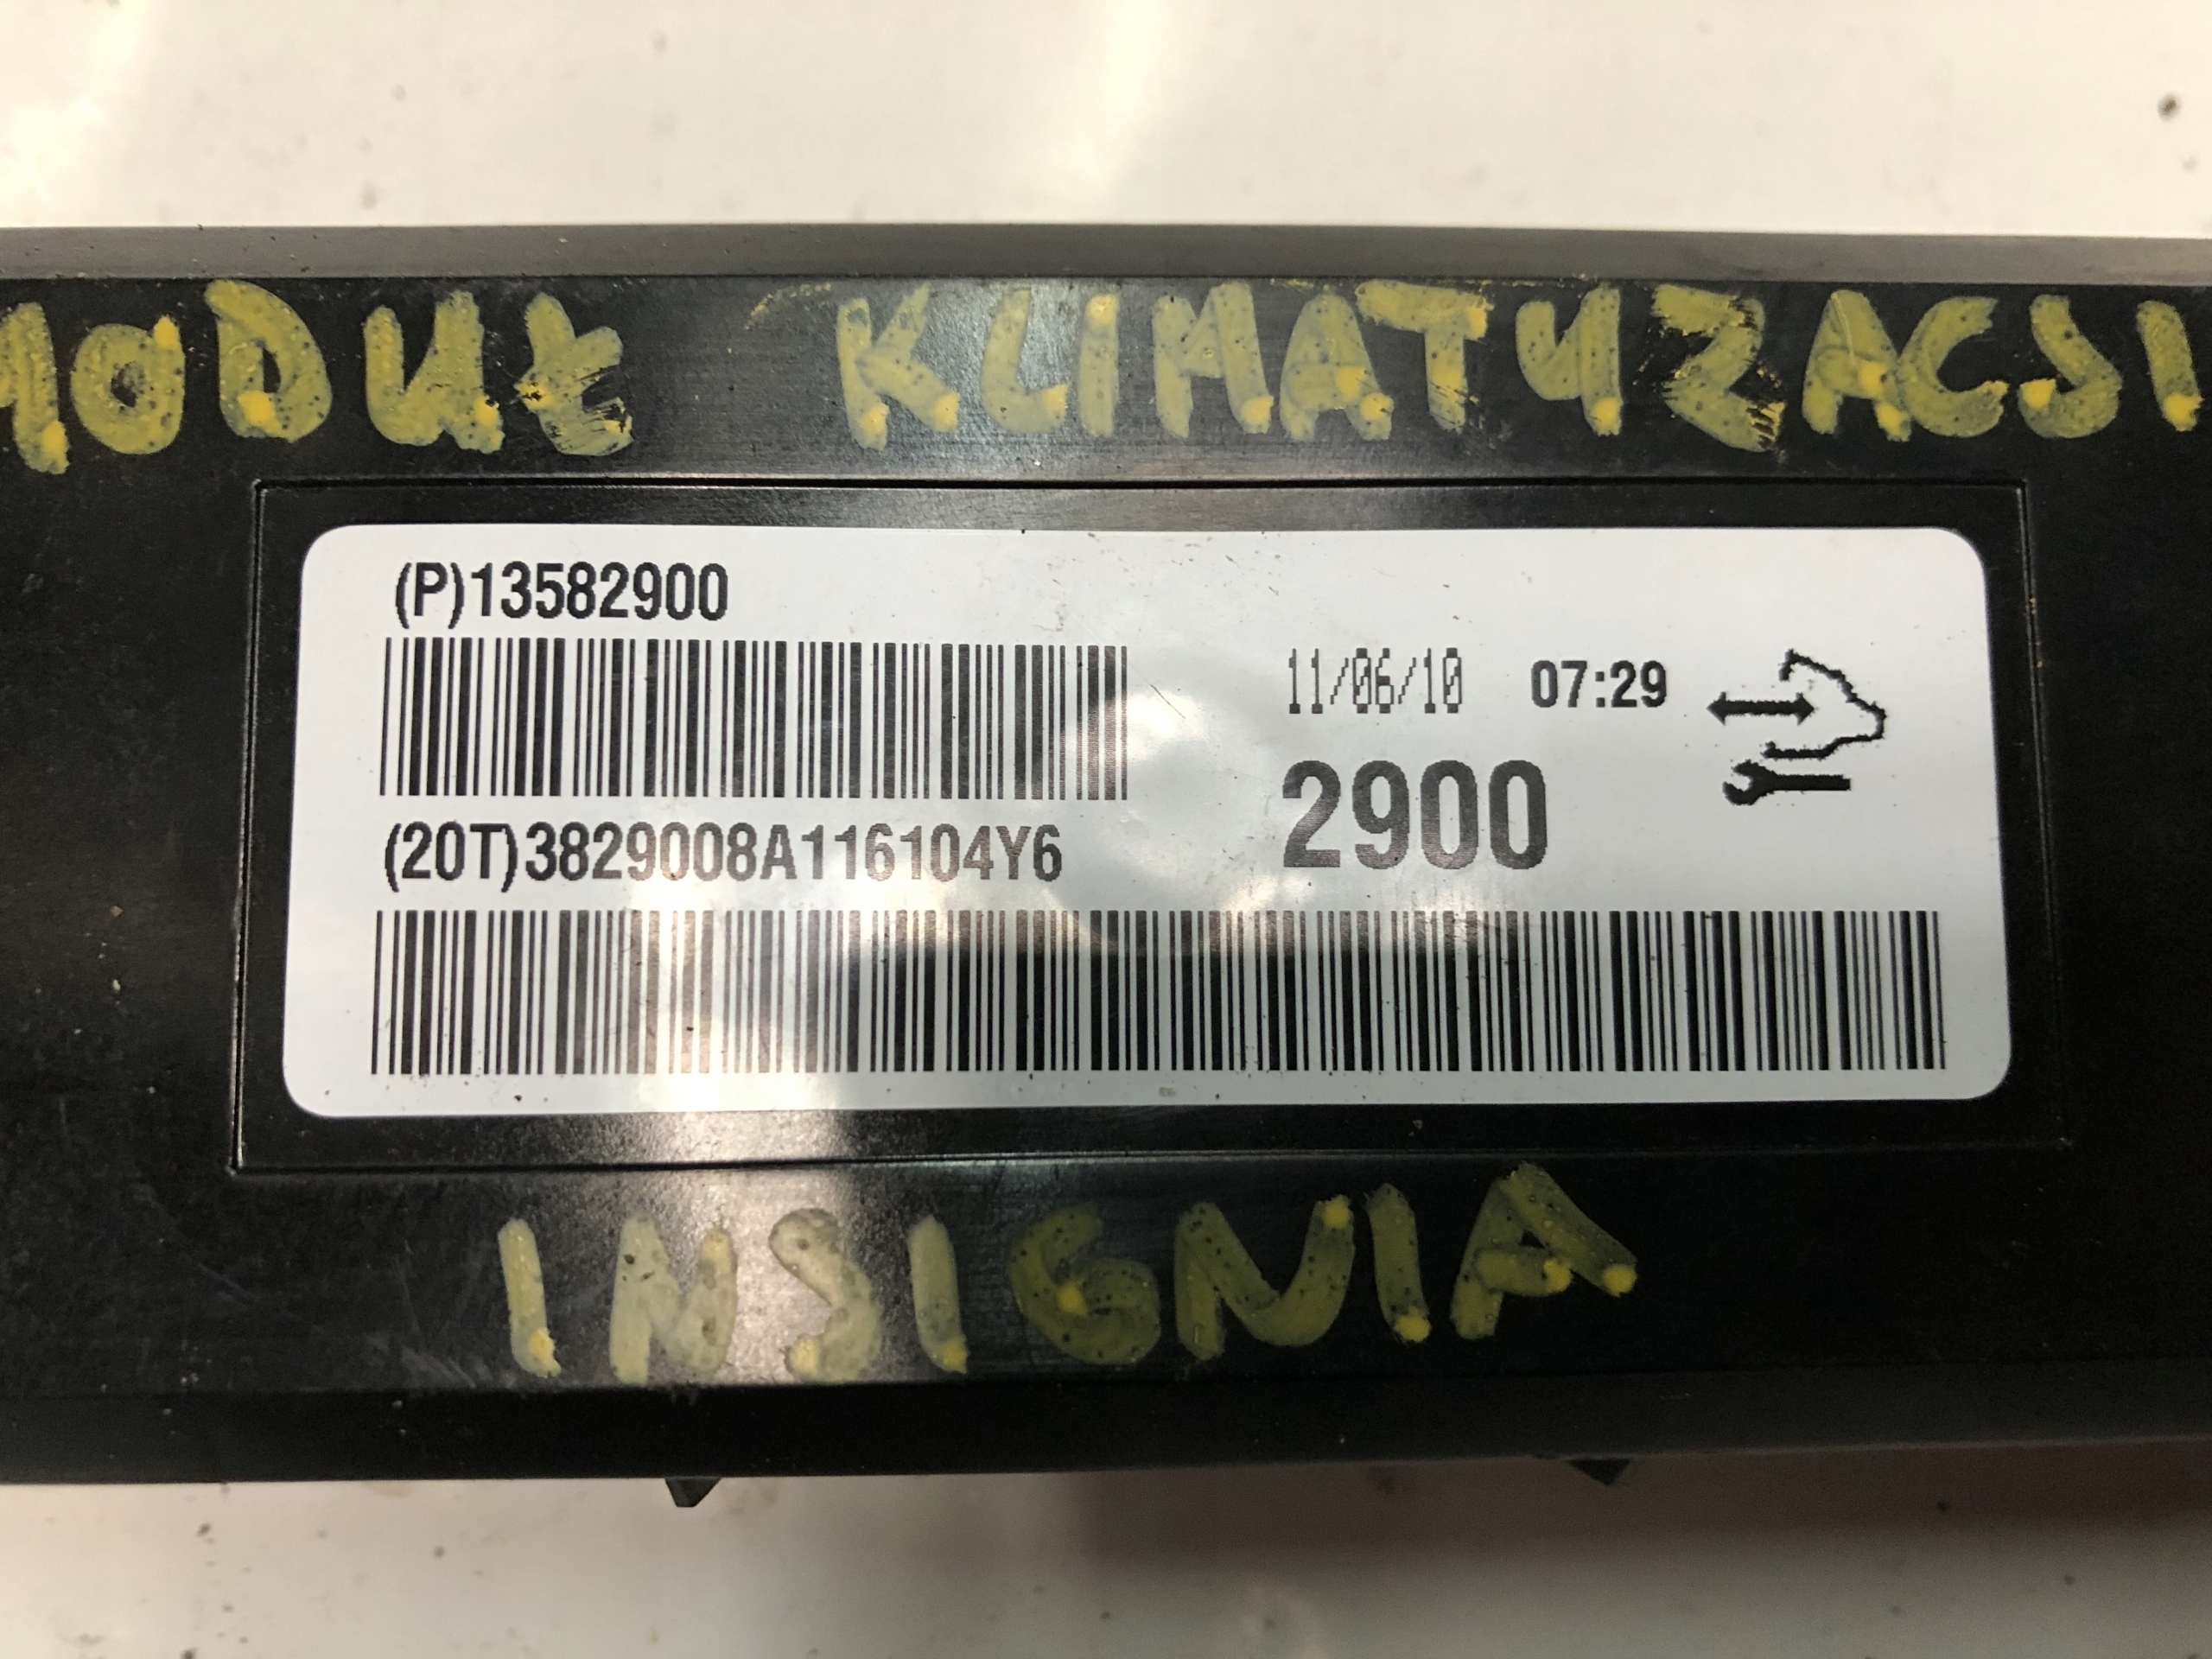 MODUŁ KLIMATYZACJI
(P)13582900
11/06/10 07:29
2900
(20T)3829008A116104Y6
INSIGNIA